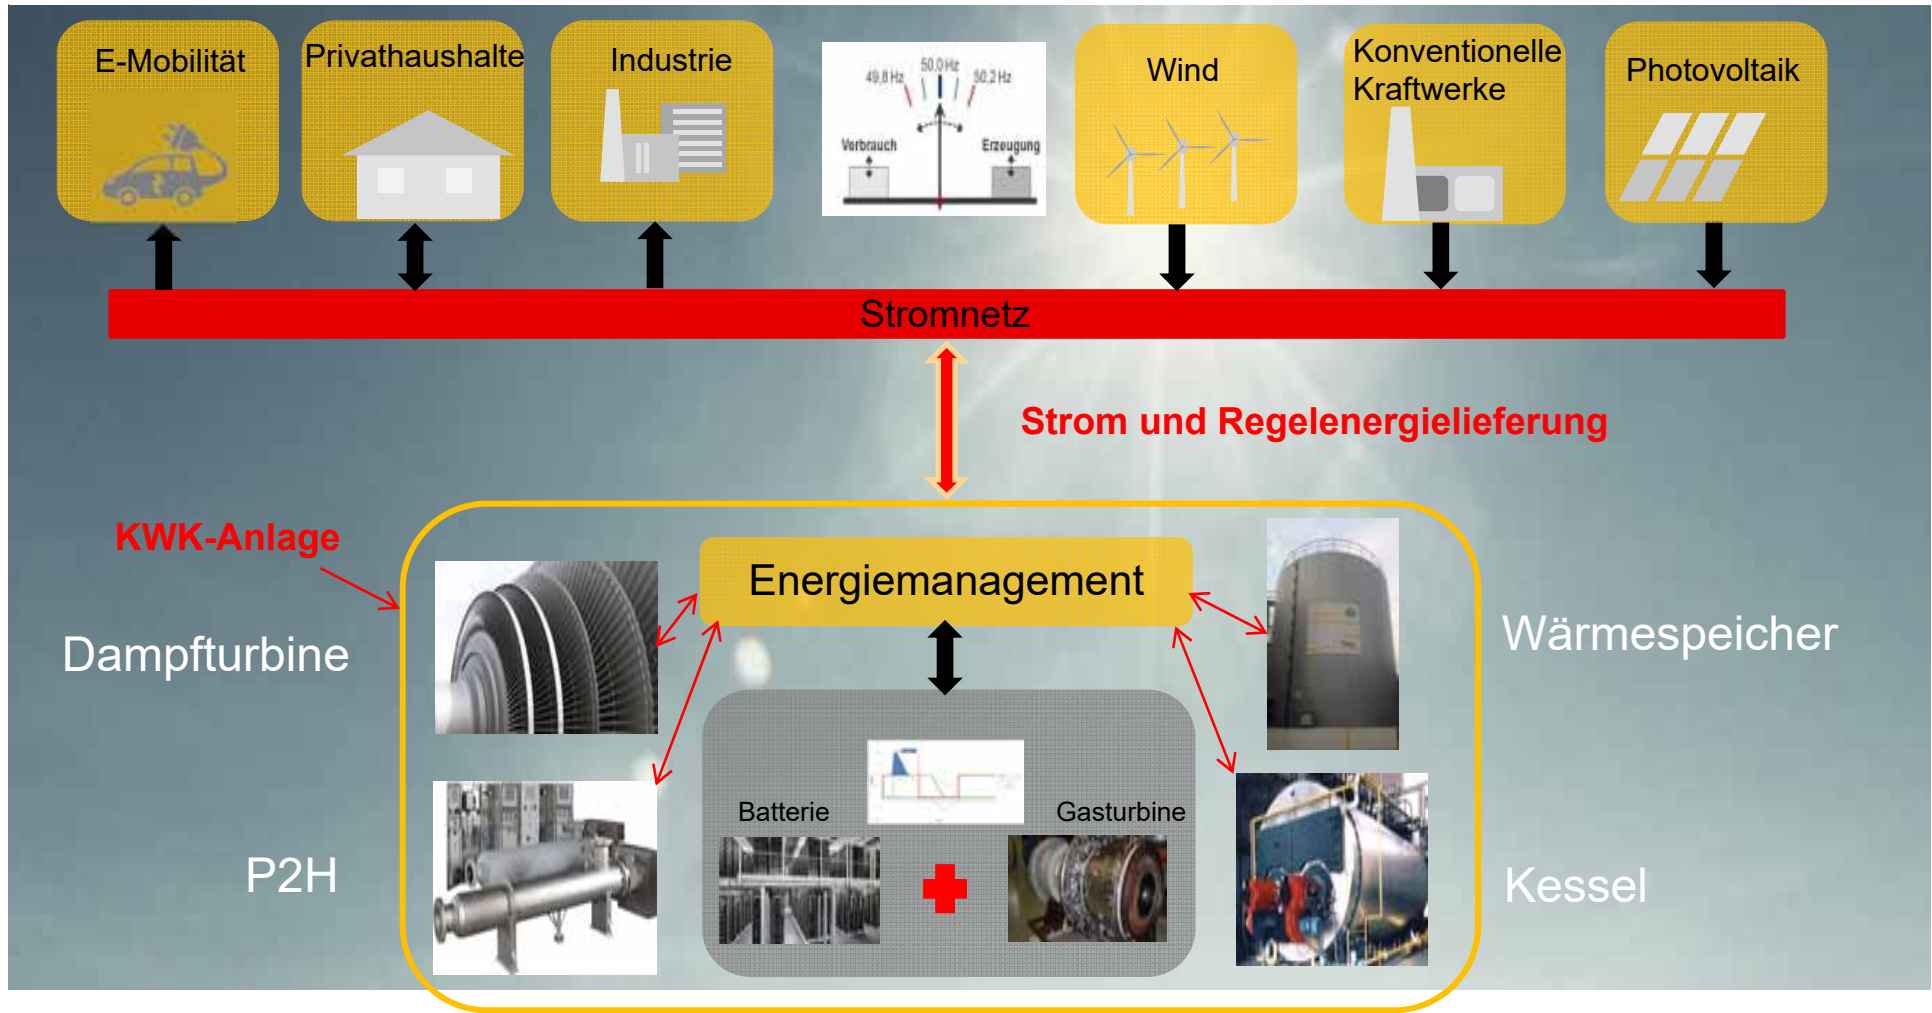 E-Mobilität
Privathaushalte
Industrie
49,8 Hz
50,0 Hz
50,2 Hz
Verbrauch
Erzeugung
Wind
Konventionelle
Kraftwerke
Photovoltaik
Stromnetz
Strom und Regelenergielieferung
KWK-Anlage
Energiemanagement
Dampfturbine
Wärmespeicher
Batterie
Gasturbine
P2H
Kessel